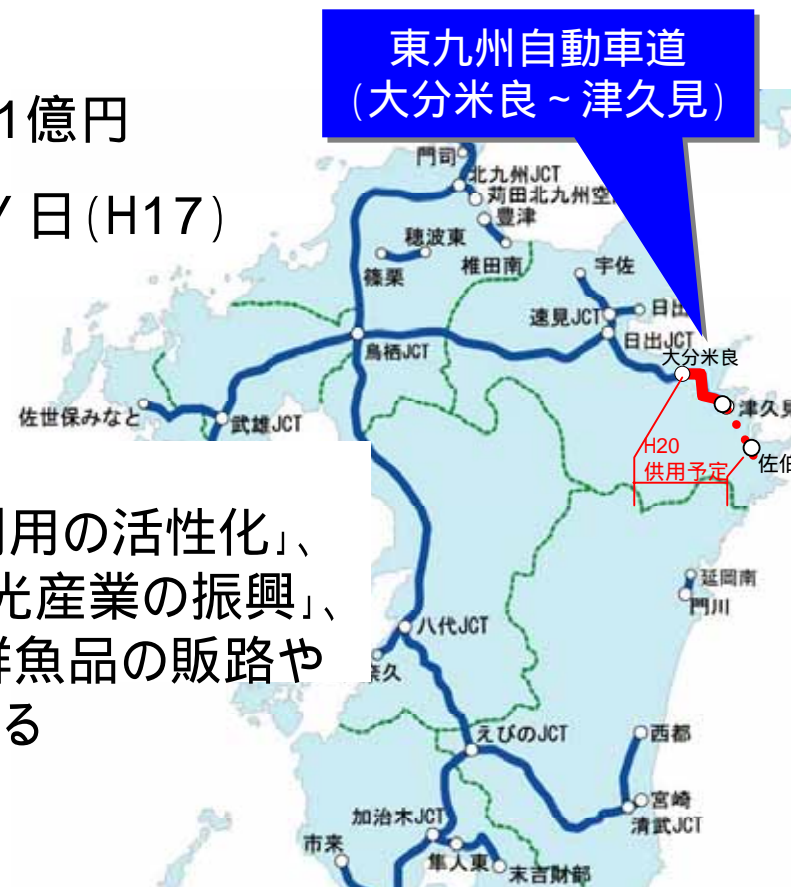 東九州自動車道
(大分米良~津久見)
1億円
/日(H17)
門司
北九州JCT
苅田北九州空
豊津
穂波東
篠栗
椎田南
宇佐
速見JCT
日出
日出JCT
鳥栖JCT
大分米良
佐世保みなと
武雄JCT
津久見
H20
供用予定
佐伯
用の活性化」、
光産業の振興」、
鮮魚品の販路や
る
延岡南
門川
八代JCT
久
えびのJCT
西都
宮崎
清武JCT
加治木JCT
市来
隼人東
末吉財部